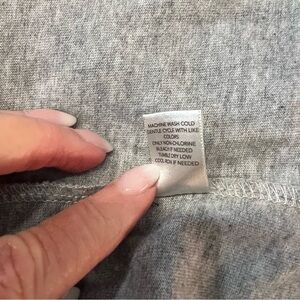 MACHINE WASH COLD
GENTLE CYCLE WITH LIKE
COLORS
ONLY NON-CHLORINE
BLEACH IF NEEDED
TUMBLE DRY LOW
COOL IRON IF NEEDED